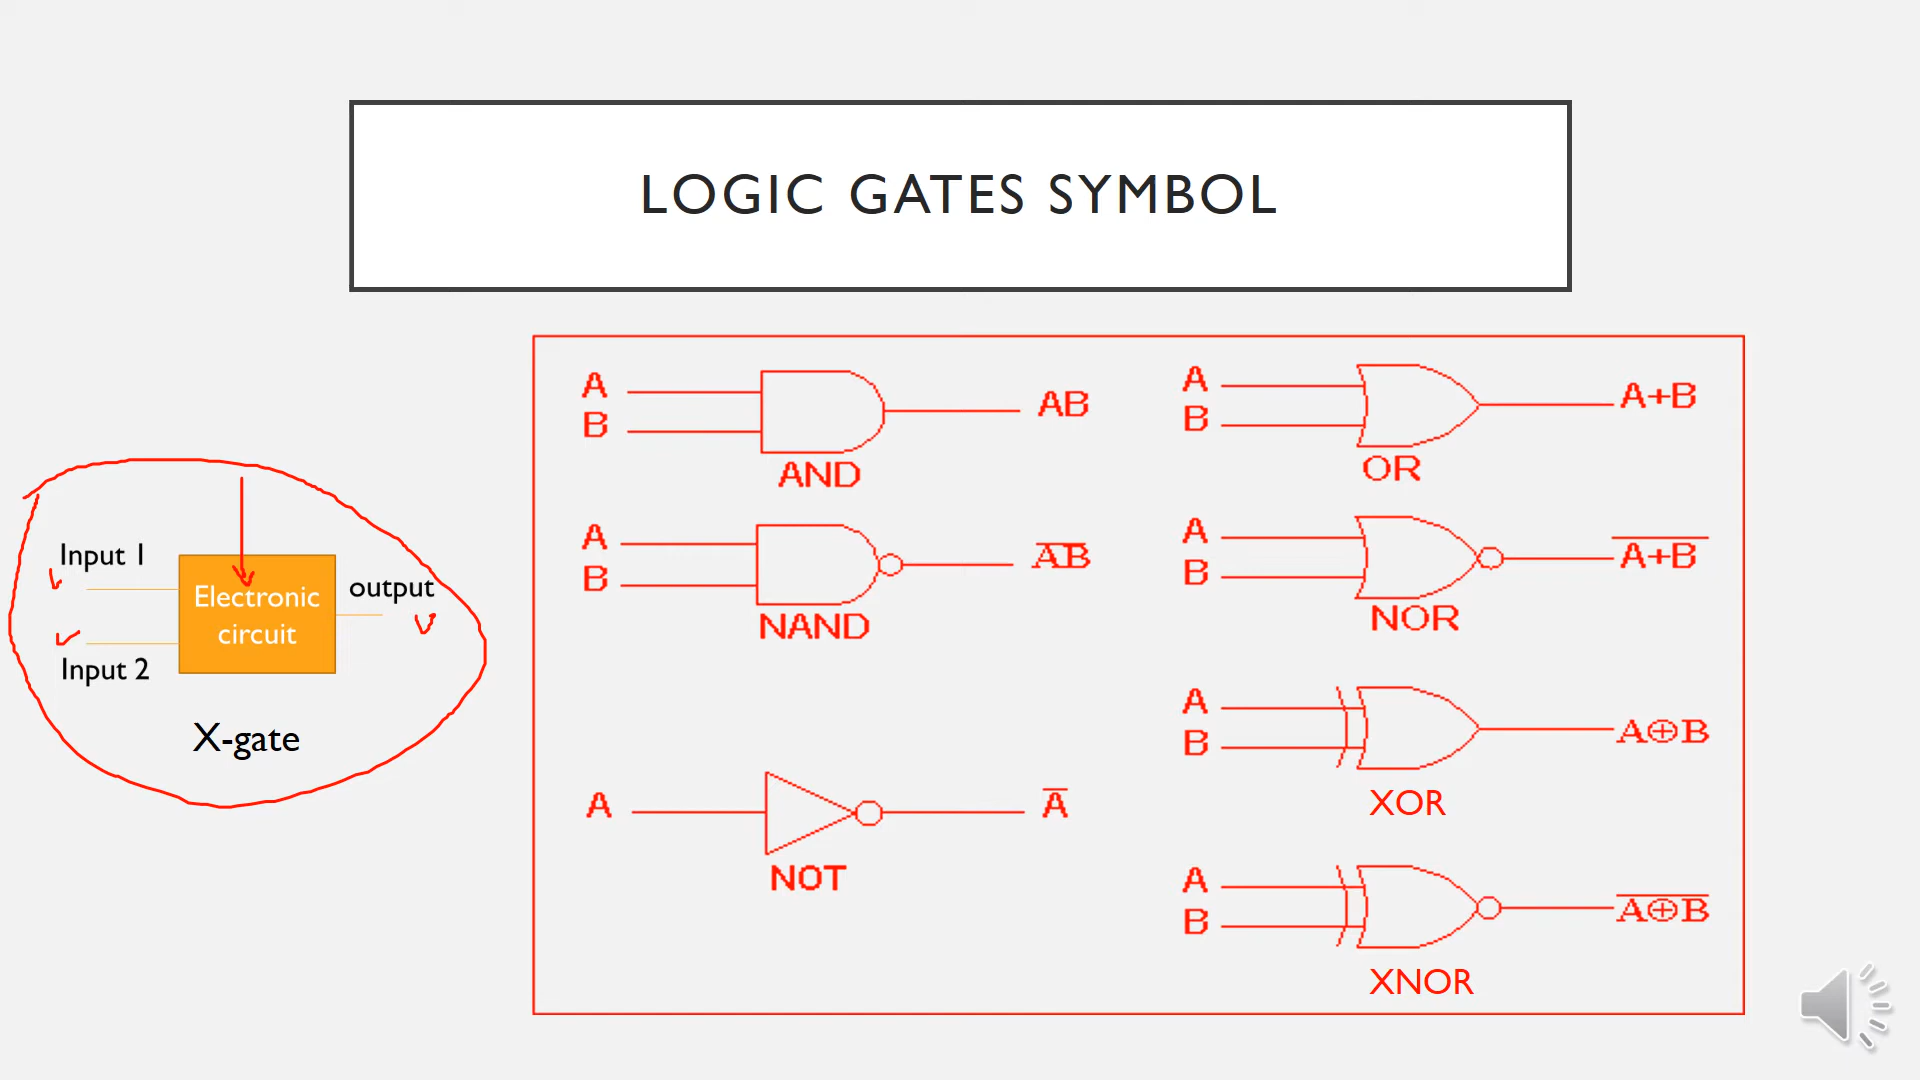 LOGIC GATES SYMBOL
Input 1
Electronic
circuit
output
Input 2
X-gate
A
B
AB
AND
A
B
A+B
OR
A
B
A̅B̅
NAND
A
B
A̅+̅B̅
NOR
A
A̅
NOT
A
B
A⊕B
XOR
A
B
A̅⊕̅B̅
XNOR